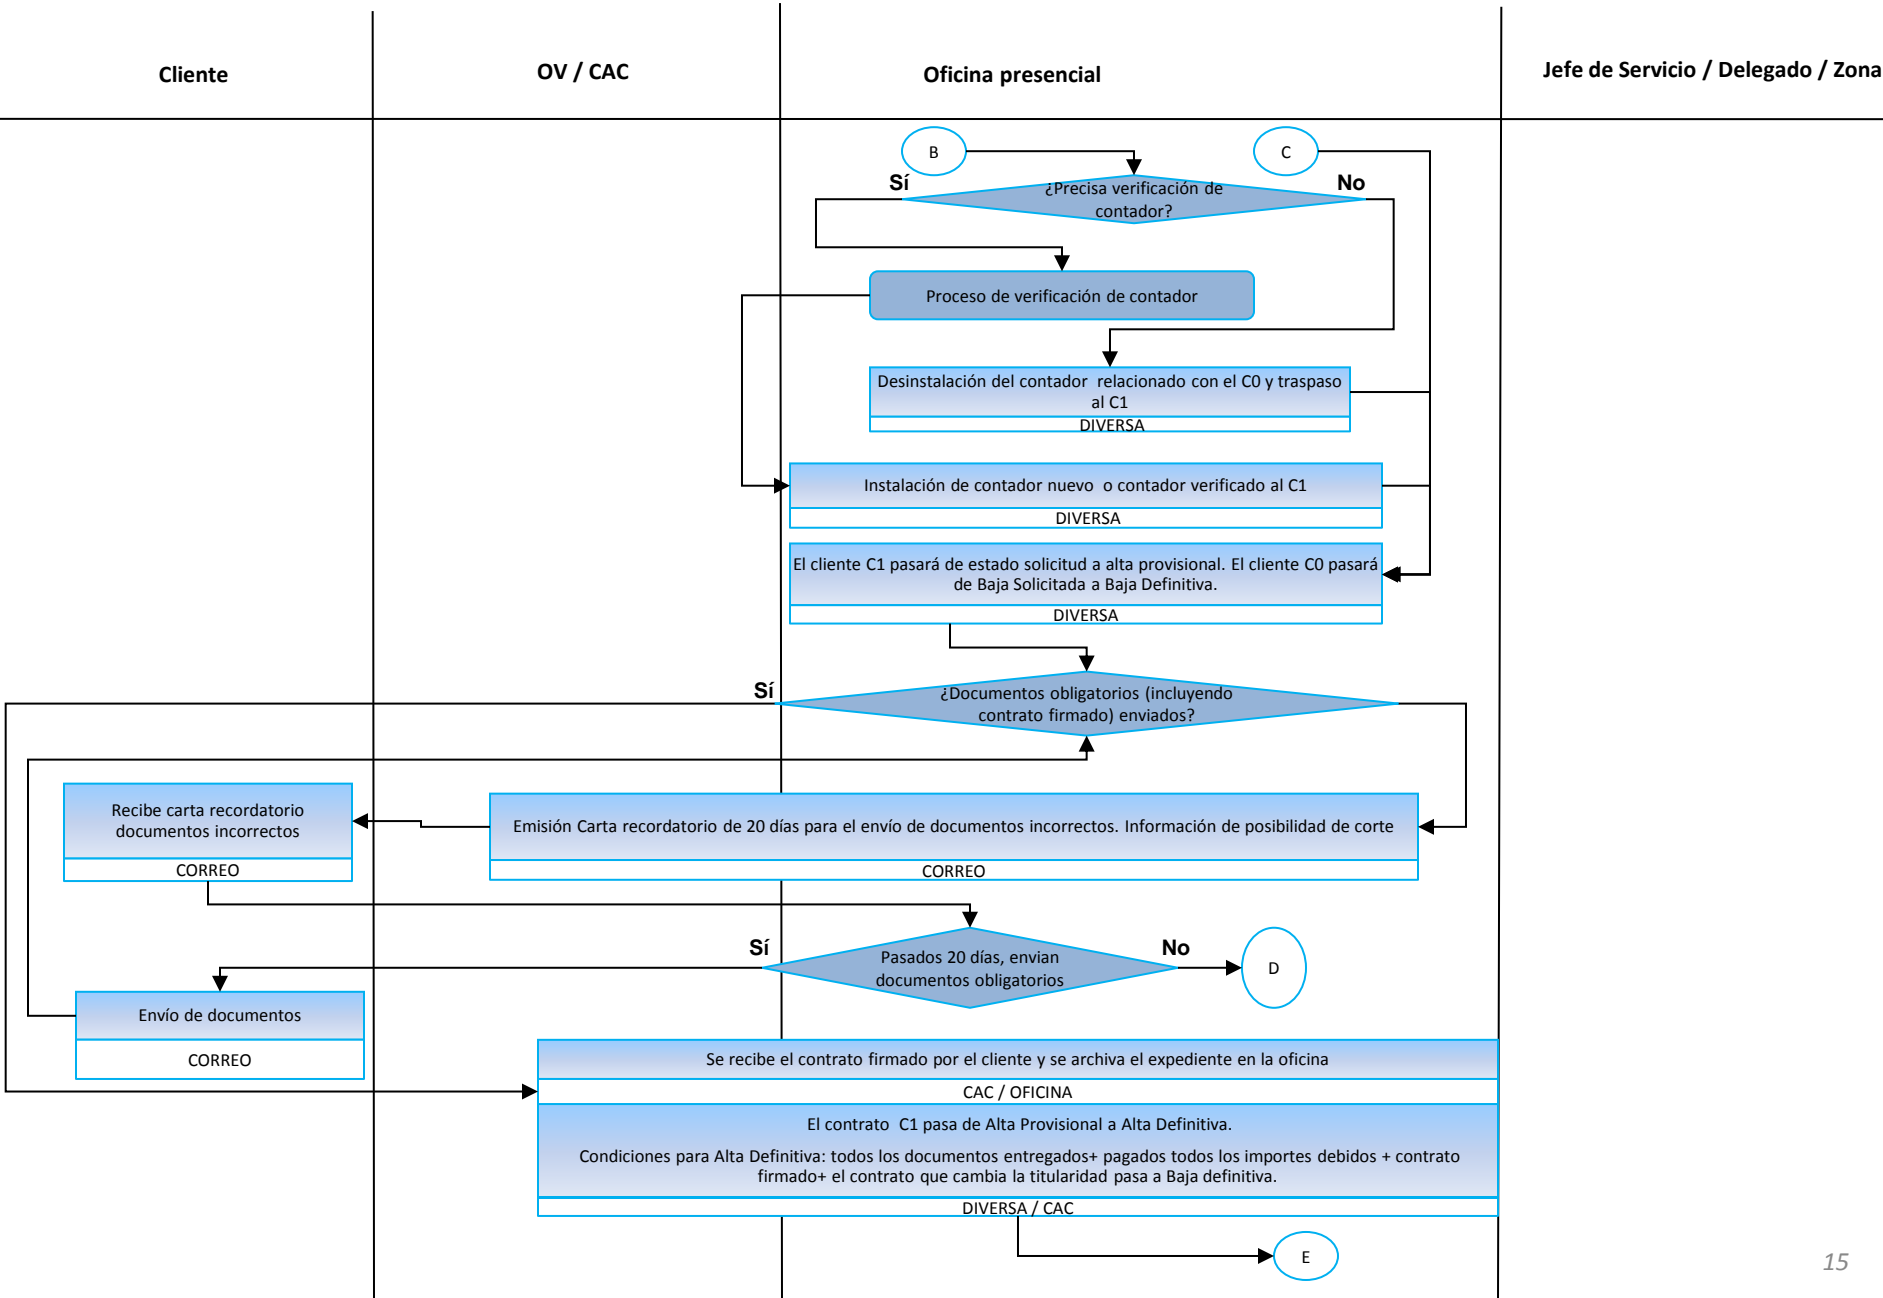 Cliente
OV / CAC
Oficina presencial
Jefe de Servicio / Delegado / Zona
B
C
Sí
¿Precisa verificación de
contador?
No
Proceso de verificación de contador
Desinstalación del contador relacionado con el C0 y traspaso
al C1
DIVERSA
Instalación de contador nuevo o contador verificado al C1
DIVERSA
El cliente C1 pasará de estado solicitud a alta provisional. El cliente C0 pasará
de Baja Solicitada a Baja Definitiva.
DIVERSA
Sí
¿Documentos obligatorios (incluyendo
contrato firmado) enviados?
Recibe carta recordatorio
documentos incorrectos
CORREO
Emisión Carta recordatorio de 20 días para el envío de documentos incorrectos. Información de posibilidad de corte
CORREO
Sí
Pasados 20 días, envian
documentos obligatorios
No
D
Envío de documentos
CORREO
Se recibe el contrato firmado por el cliente y se archiva el expediente en la oficina
CAC / OFICINA
El contrato C1 pasa de Alta Provisional a Alta Definitiva.
Condiciones para Alta Definitiva: todos los documentos entregados+ pagados todos los importes debidos + contrato
firmado+ el contrato que cambia la titularidad pasa a Baja definitiva.
DIVERSA / CAC
E
15